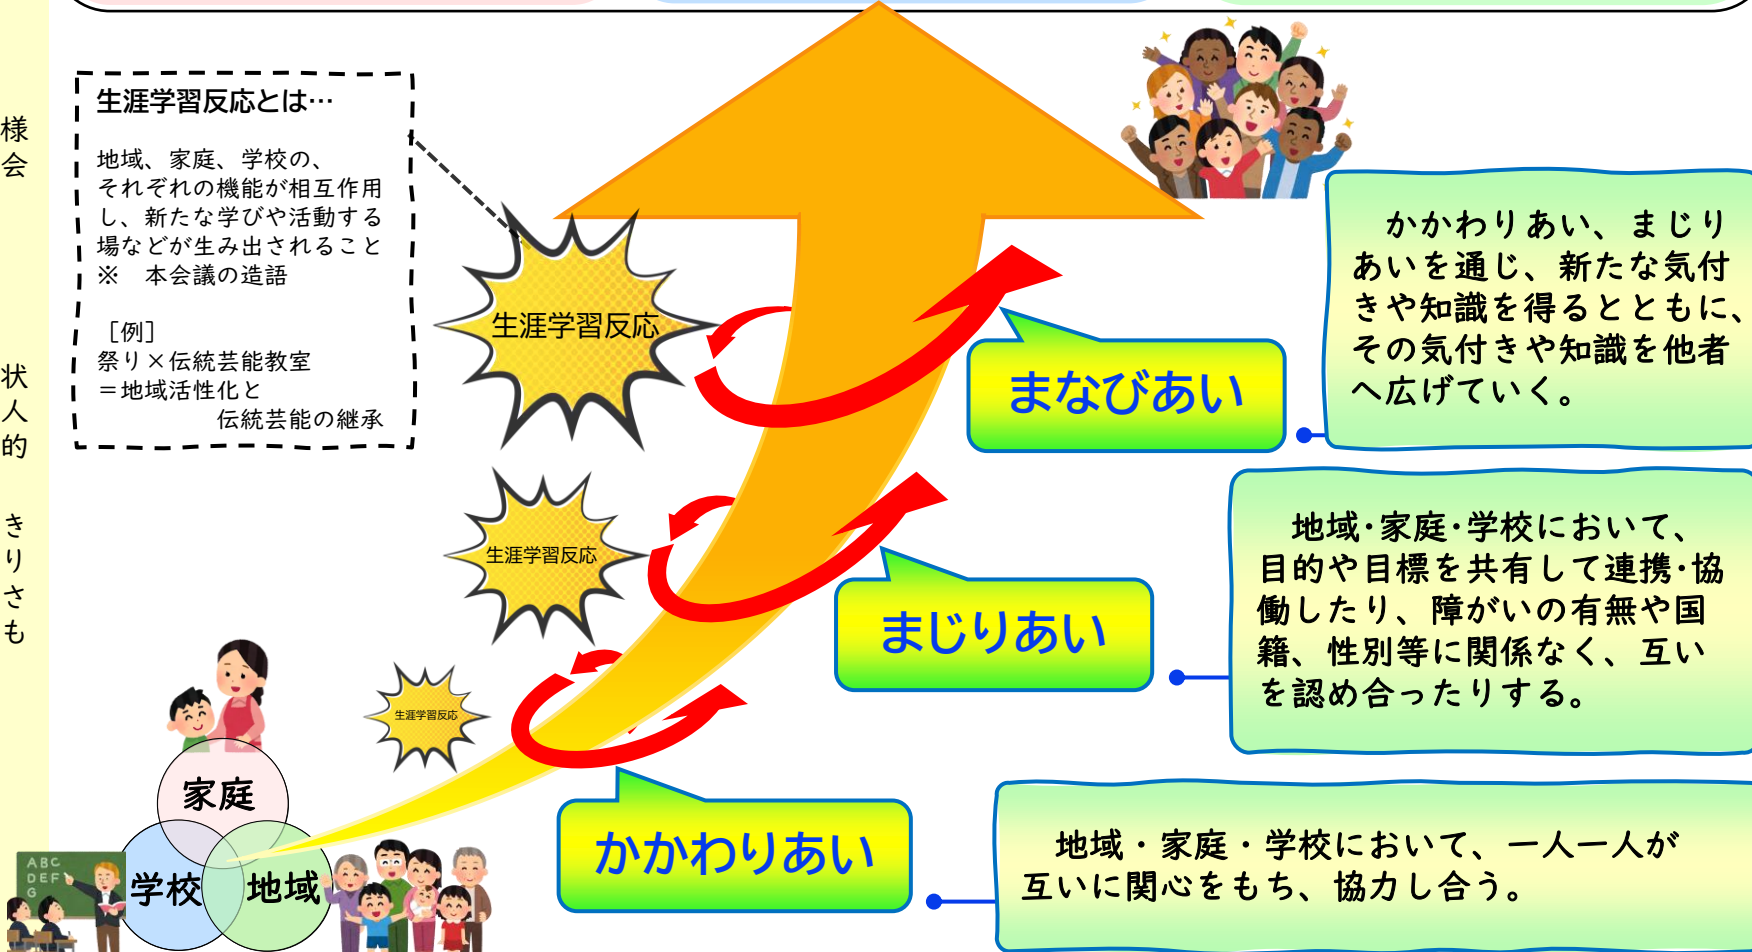 様
会
状
人
的
き
り
さ
も
生涯学習反応とは…
地域、家庭、学校の、
それぞれの機能が相互作用
し、新たな学びや活動する
場などが生み出されること
※　本会議の造語
［例］
祭り×伝統芸能教室
＝地域活性化と
伝統芸能の継承
生涯学習反応
まなびあい
かかわりあい、まじり
あいを通じ、新たな気付
きや知識を得るとともに、
その気付きや知識を他者
へ広げていく。
生涯学習反応
まじりあい
地域・家庭・学校において、
目的や目標を共有して連携・協
働したり、障がいの有無や国
籍、性別等に関係なく、互い
を認め合ったりする。
生涯学習反応
かかわりあい
地域・家庭・学校において、一人一人が
互いに関心をもち、協力し合う。
家庭
学校
地域
ABC
DEF
G